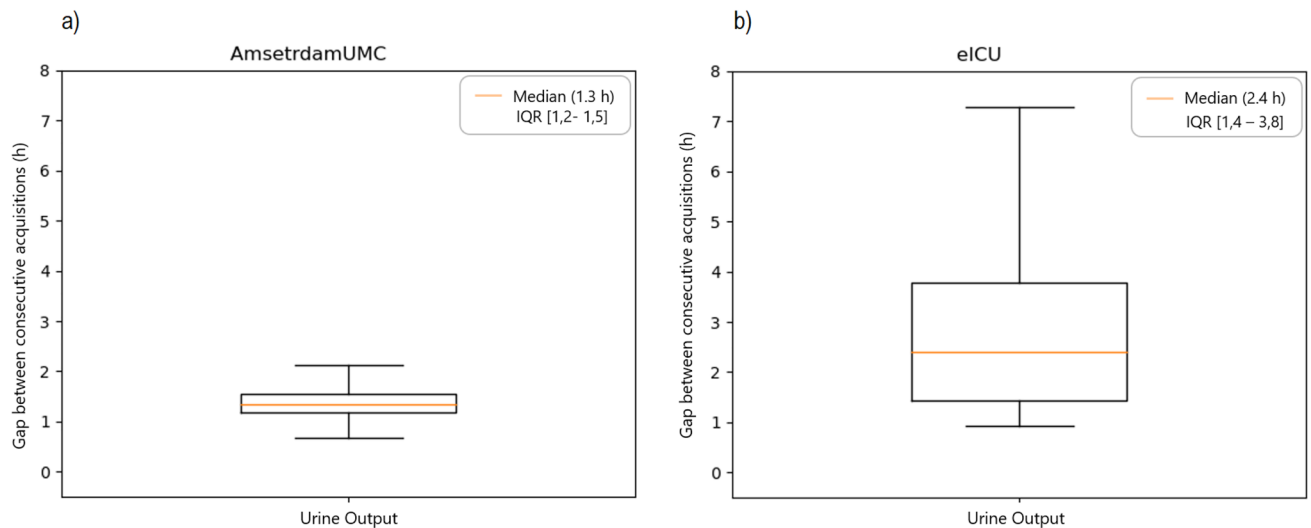 a)
AmsetrdamUMC
8
7
6
5
4
3
2
1
0
Gap between consecutive acquisitions (h)
Median (1.3 h)
IQR [1,2- 1,5]
Urine Output
b)
eICU
8
7
6
5
4
3
2
1
0
Gap between consecutive acquisitions (h)
Median (2.4 h)
IQR [1,4 – 3,8]
Urine Output